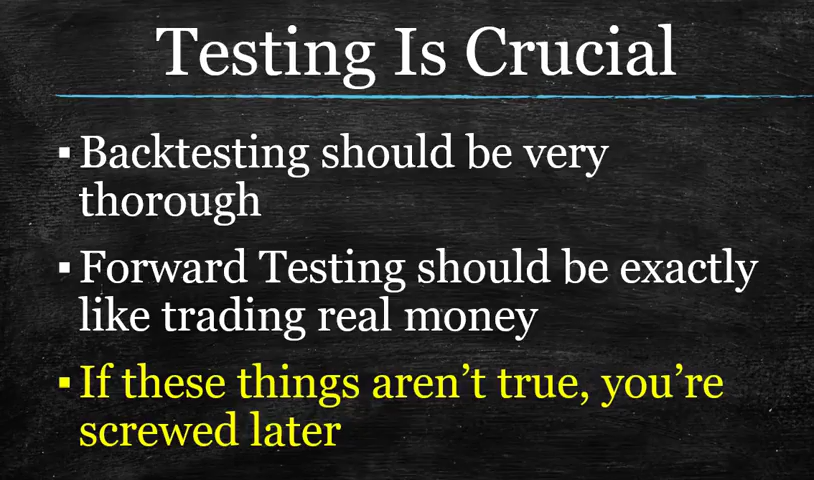 Testing Is Crucial
▪ Backtesting should be very
thorough
▪ Forward Testing should be exactly
like trading real money
▪ If these things aren’t true, you’re
screwed later